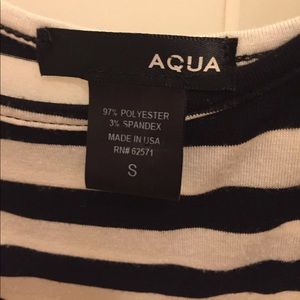 AQUA
97% POLYESTER
3% SPANDEX
MADE IN USA
RN# 62571
S